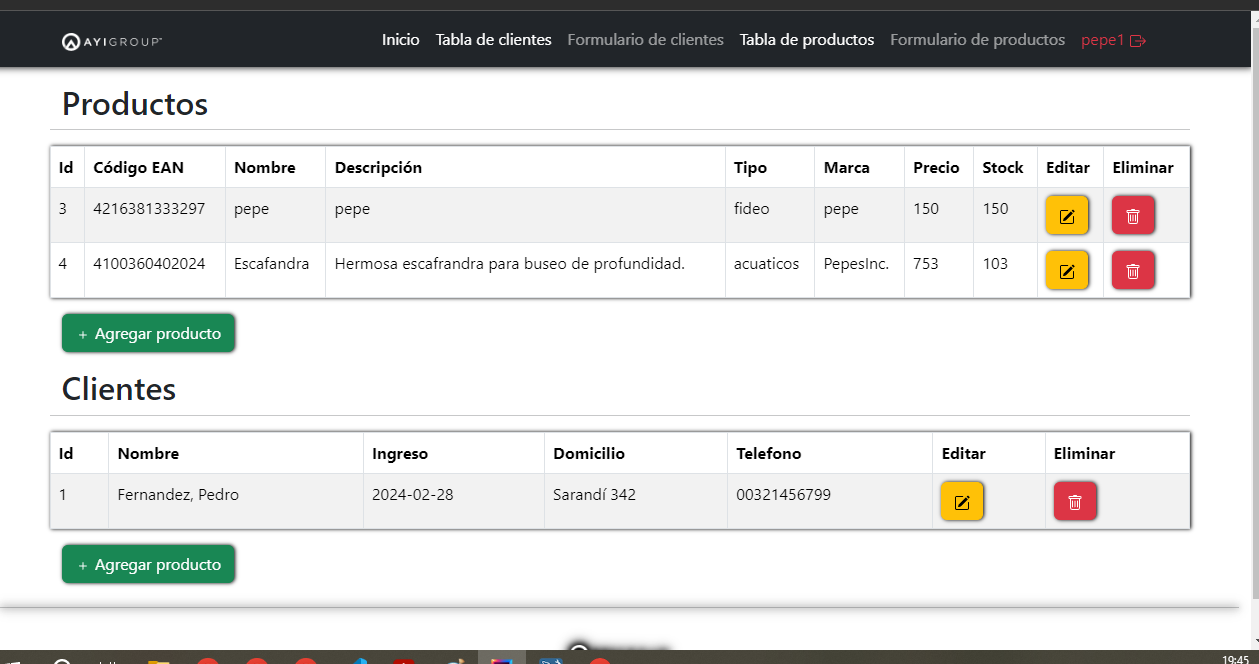 AYIGROUP Inicio Tabla de clientes Formulario de clientes Tabla de productos Formulario de productos pepe1
Productos
Id Código EAN Nombre Descripción Tipo Marca Precio Stock Editar Eliminar
3 4216381333297 pepe pepe fideo pepe 150 150
4 4100360402024 Escafandra Hermosa escafrandra para buseo de profundidad. acuaticos PepesInc. 753 103
+ Agregar producto
Clientes
Id Nombre Ingreso Domicilio Telefono Editar Eliminar
1 Fernandez, Pedro 2024-02-28 Sarandí 342 00321456799
+ Agregar producto
19:45